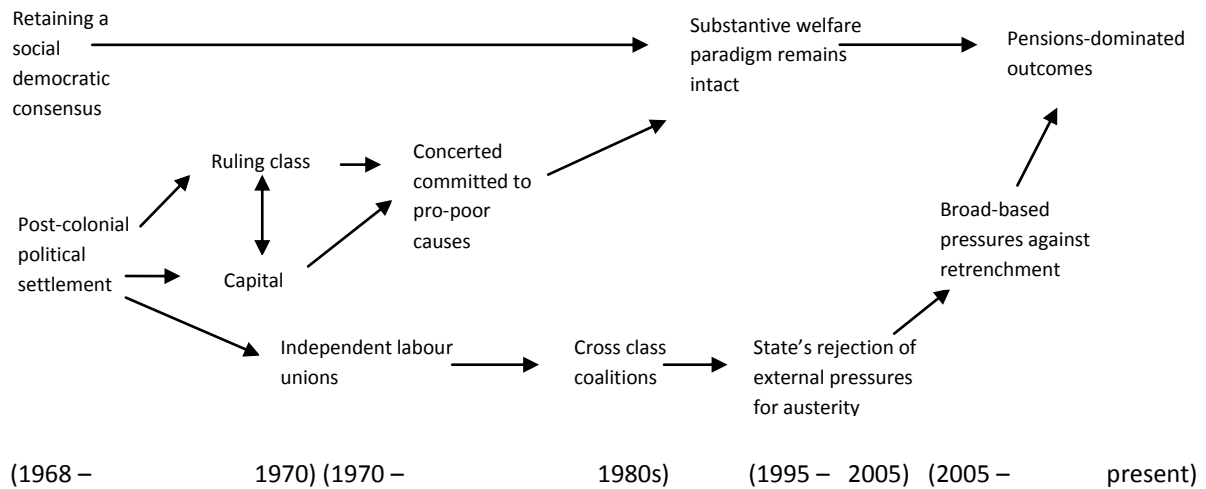 Retaining a
social
democratic
consensus
Substantive welfare
paradigm remains
intact
Pensions-dominated
outcomes
Ruling class
Concerted
committed to
pro-poor
causes
Post-colonial
political
settlement
Capital
Broad-based
pressures against
retrenchment
Independent labour
unions
Cross class
coalitions
State’s rejection of
external pressures
for austerity
(1968 – 1970) (1970 – 1980s) (1995 – 2005) (2005 – present)